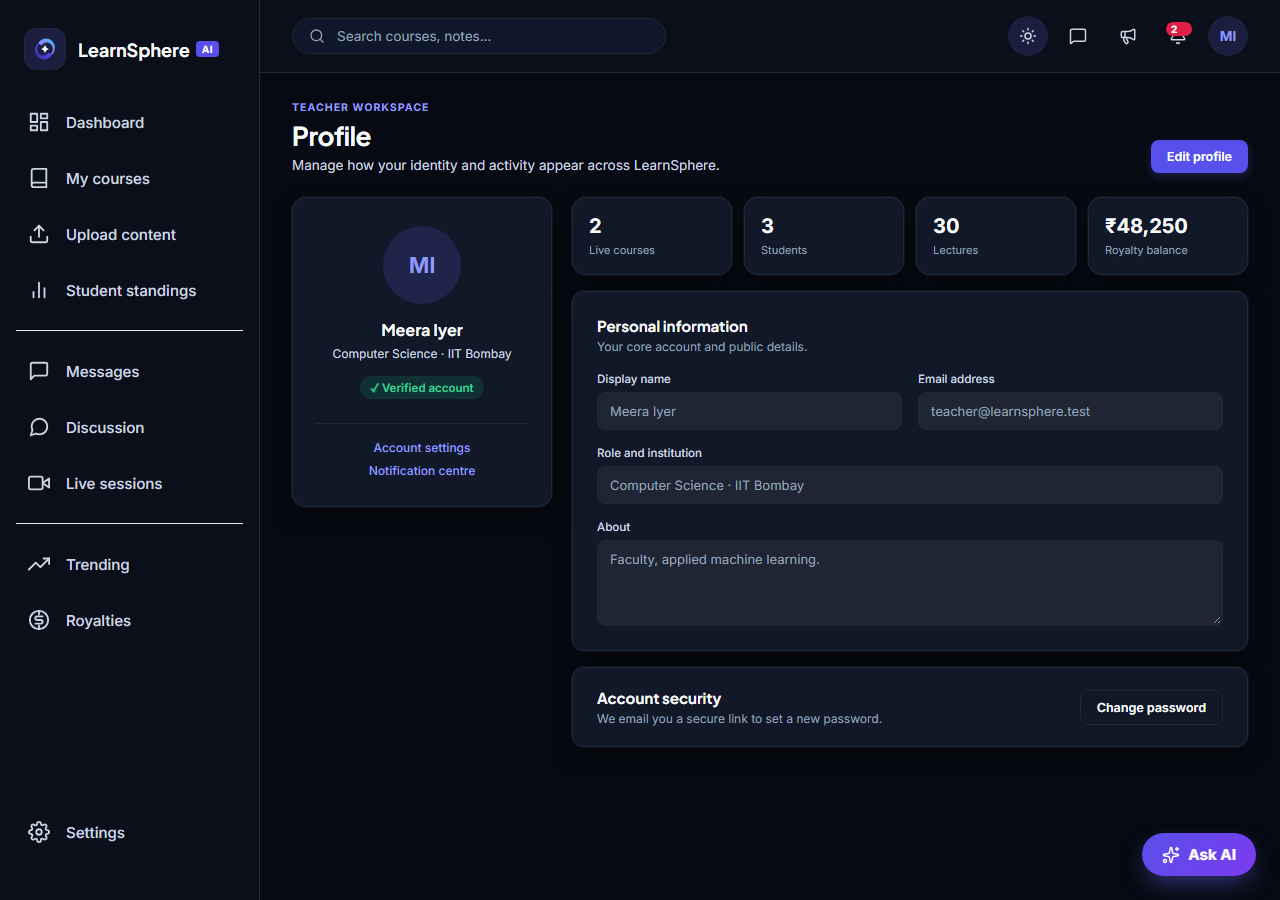 LearnSphere AI
Search courses, notes...
2
MI
Dashboard
My courses
Upload content
Student standings
Messages
Discussion
Live sessions
Trending
Royalties
Settings
TEACHER WORKSPACE
Profile
Manage how your identity and activity appear across LearnSphere.
Edit profile
MI
Meera Iyer
Computer Science · IIT Bombay
✓ Verified account
Account settings
Notification centre
2
Live courses
3
Students
30
Lectures
₹48,250
Royalty balance
Personal information
Your core account and public details.
Display name
Meera Iyer
Email address
teacher@learnsphere.test
Role and institution
Computer Science · IIT Bombay
About
Faculty, applied machine learning.
Account security
We email you a secure link to set a new password.
Change password
Ask AI